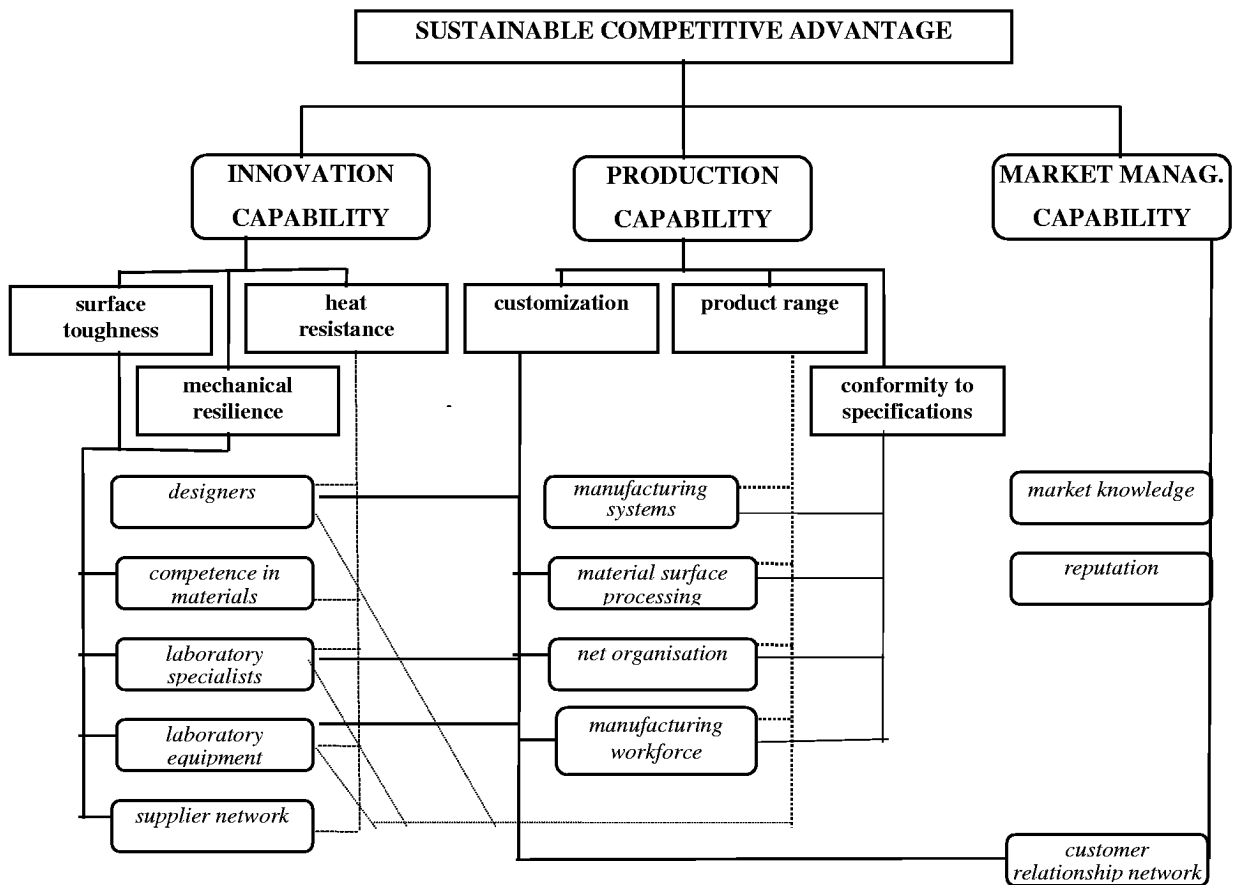 SUSTAINABLE COMPETITIVE ADVANTAGE
INNOVATION
CAPABILITY
PRODUCTION
CAPABILITY
MARKET MANAG.
CAPABILITY
surface
toughness
heat
resistance
customization
product range
mechanical
resilience
conformity to
specifications
designers
manufacturing
systems
market knowledge
competence in
materials
material surface
processing
reputation
laboratory
specialists
net organisation
laboratory
equipment
manufacturing
workforce
supplier network
customer
relationship network